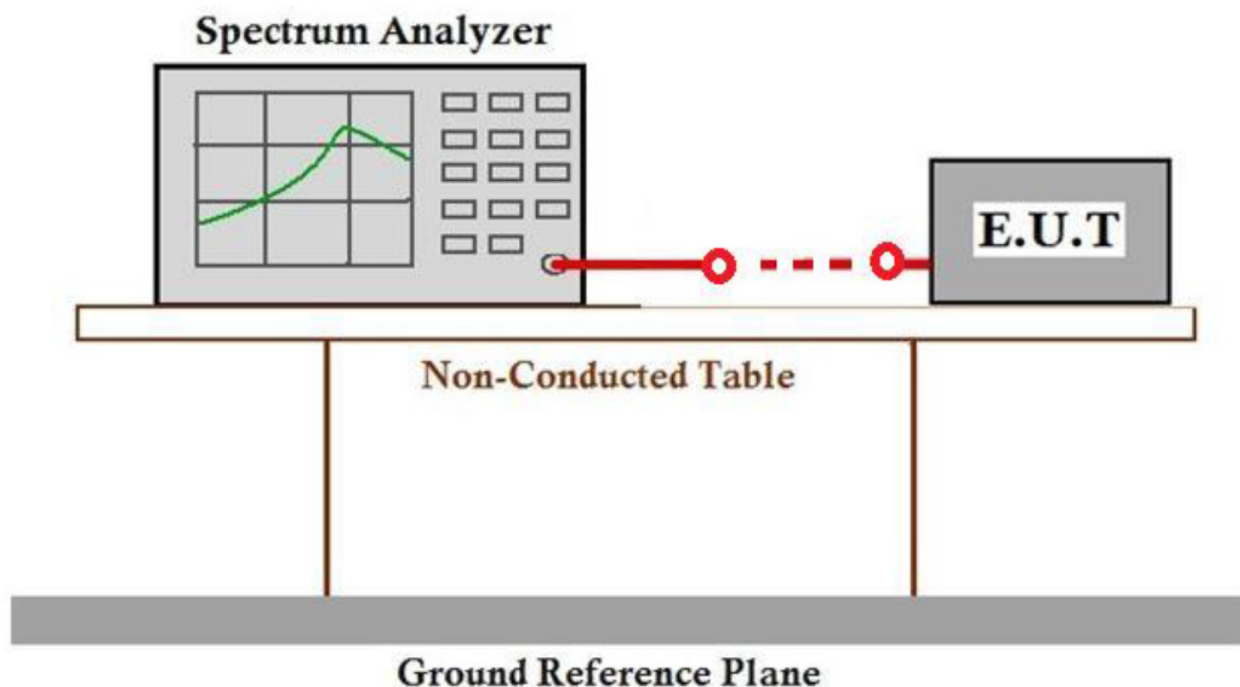 Spectrum Analyzer
E.U.T
Non-Conducted Table
Ground Reference Plane